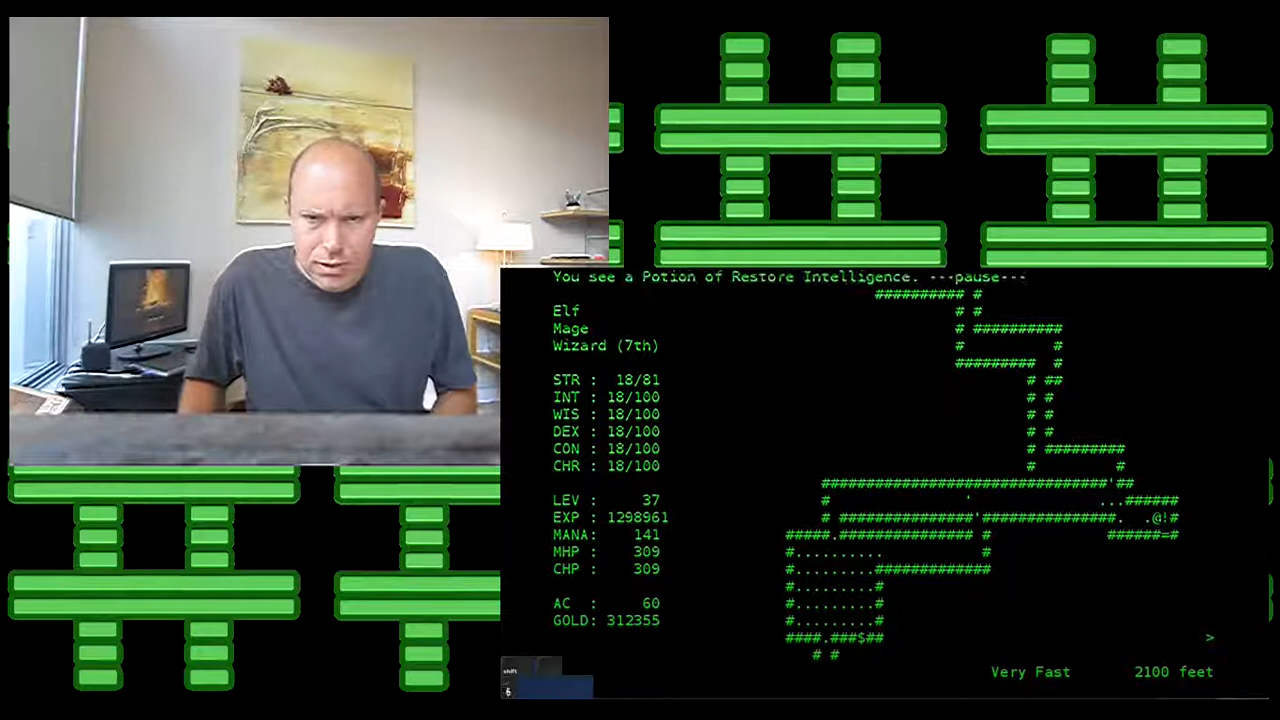 You see a Potion of Restore Intelligence. ---pause---
Elf
Mage
Wizard (7th)
STR : 18/81
INT : 18/100
WIS : 18/100
DEX : 18/100
CON : 18/100
CHR : 18/100
LEV : 37
EXP : 1298961
MANA: 141
MHP : 309
CHP : 309
AC : 60
GOLD: 312355
Very Fast 2100 feet
shift